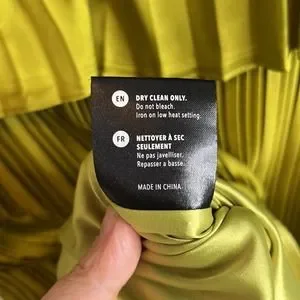 EN
DRY CLEAN ONLY.
Do not bleach.
Iron on low heat setting.
FR
NETTOYER À SEC
SEULEMENT
Ne pas javelliser.
Repasser a basse.
MADE IN CHINA